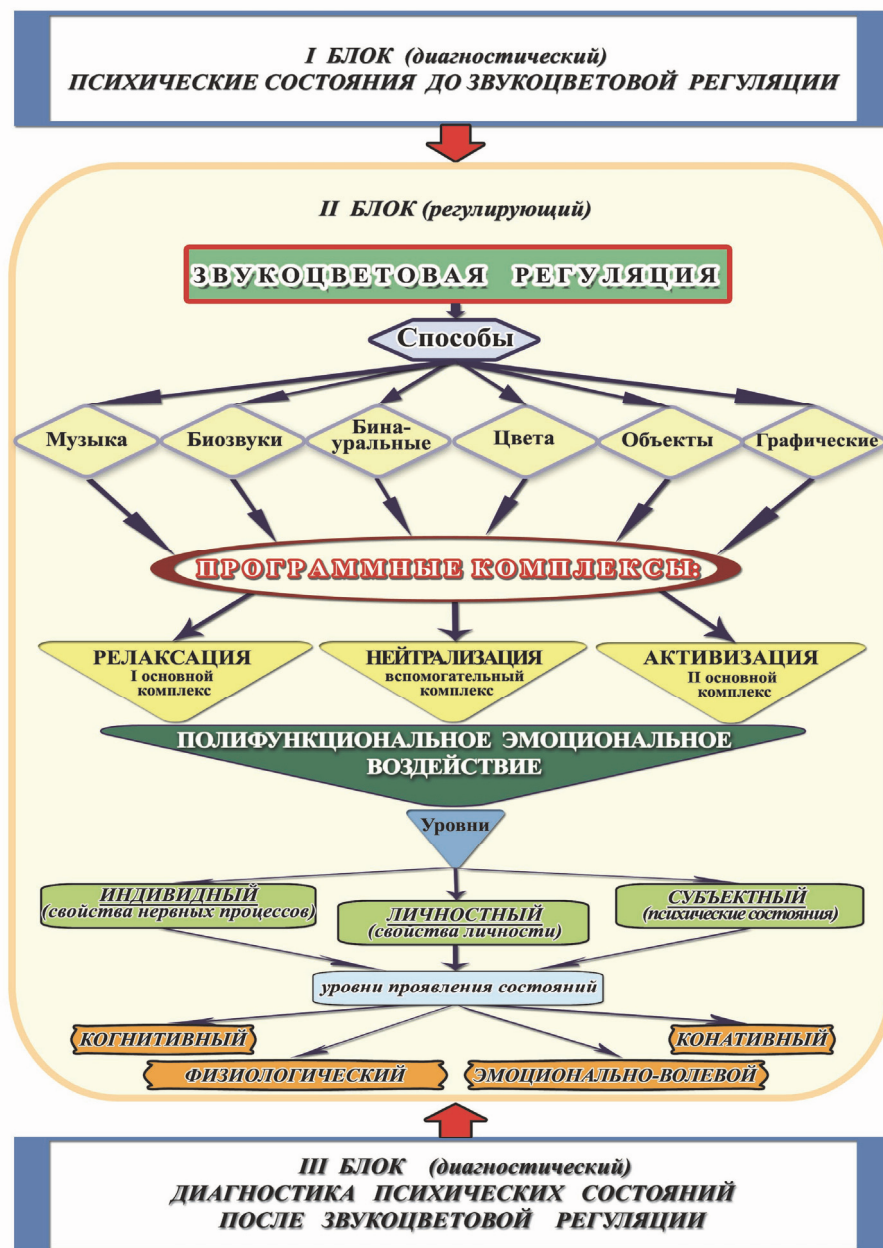 I БЛОК (диагностический)
ПСИХИЧЕСКИЕ СОСТОЯНИЯ ДО ЗВУКОЦВЕТОВОЙ РЕГУЛЯЦИИ
II БЛОК (регулирующий)
ЗВУКОЦВЕТОВАЯ РЕГУЛЯЦИЯ
Способы
Музыка
Биозвуки
Бина-
уральные
Цвета
Объекты
Графические
ПРОГРАММНЫЕ КОМПЛЕКСЫ:
РЕЛАКСАЦИЯ
I основной
комплекс
НЕЙТРАЛИЗАЦИЯ
вспомогательный
комплекс
АКТИВИЗАЦИЯ
II основной
комплекс
ПОЛИФУНКЦИОНАЛЬНОЕ ЭМОЦИОНАЛЬНОЕ
ВОЗДЕЙСТВИЕ
Уровни
ИНДИВИДНЫЙ
(свойства нервных процессов)
ЛИЧНОСТНЫЙ
(свойства личности)
СУБЪЕКТНЫЙ
(психические состояния)
уровни проявления состояний
КОГНИТИВНЫЙ
КОНАТИВНЫЙ
ФИЗИОЛОГИЧЕСКИЙ
ЭМОЦИОНАЛЬНО-ВОЛЕВОЙ
III БЛОК (диагностический)
ДИАГНОСТИКА ПСИХИЧЕСКИХ СОСТОЯНИЙ
ПОСЛЕ ЗВУКОЦВЕТОВОЙ РЕГУЛЯЦИИ